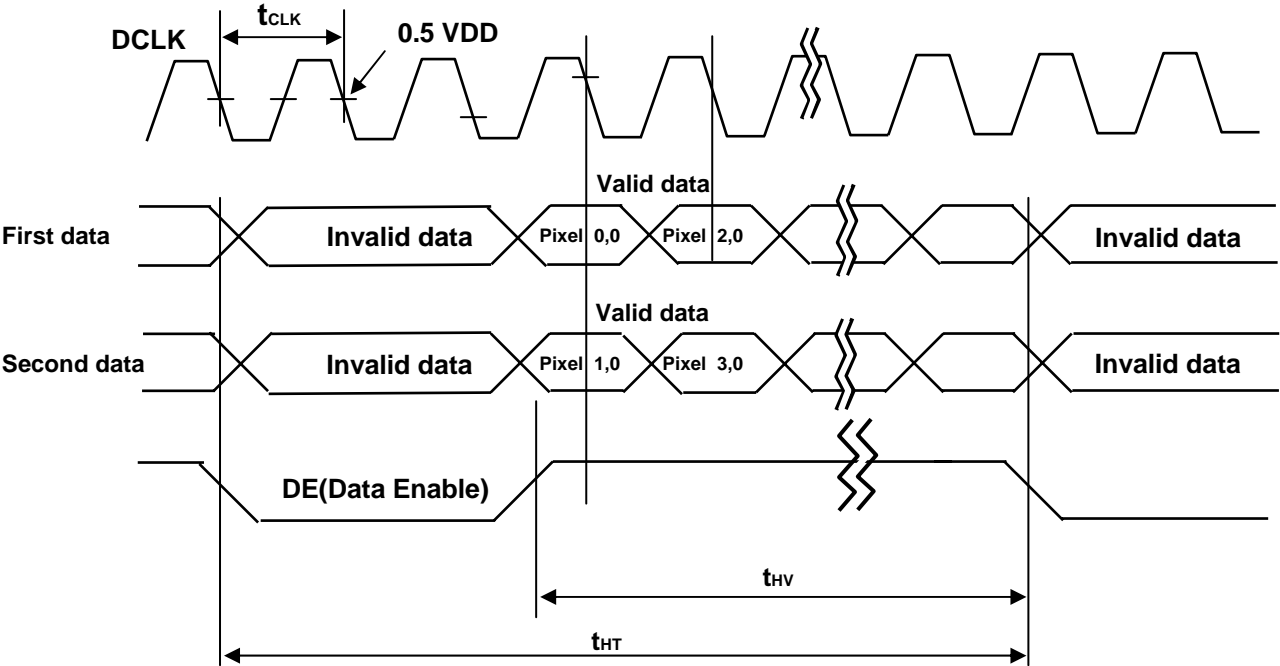 tCLK
DCLK
0.5 VDD
Valid data
First data
Invalid data
Pixel 0,0
Pixel 2,0
Invalid data
Valid data
Second data
Invalid data
Pixel 1,0
Pixel 3,0
Invalid data
DE(Data Enable)
tHV
tHT